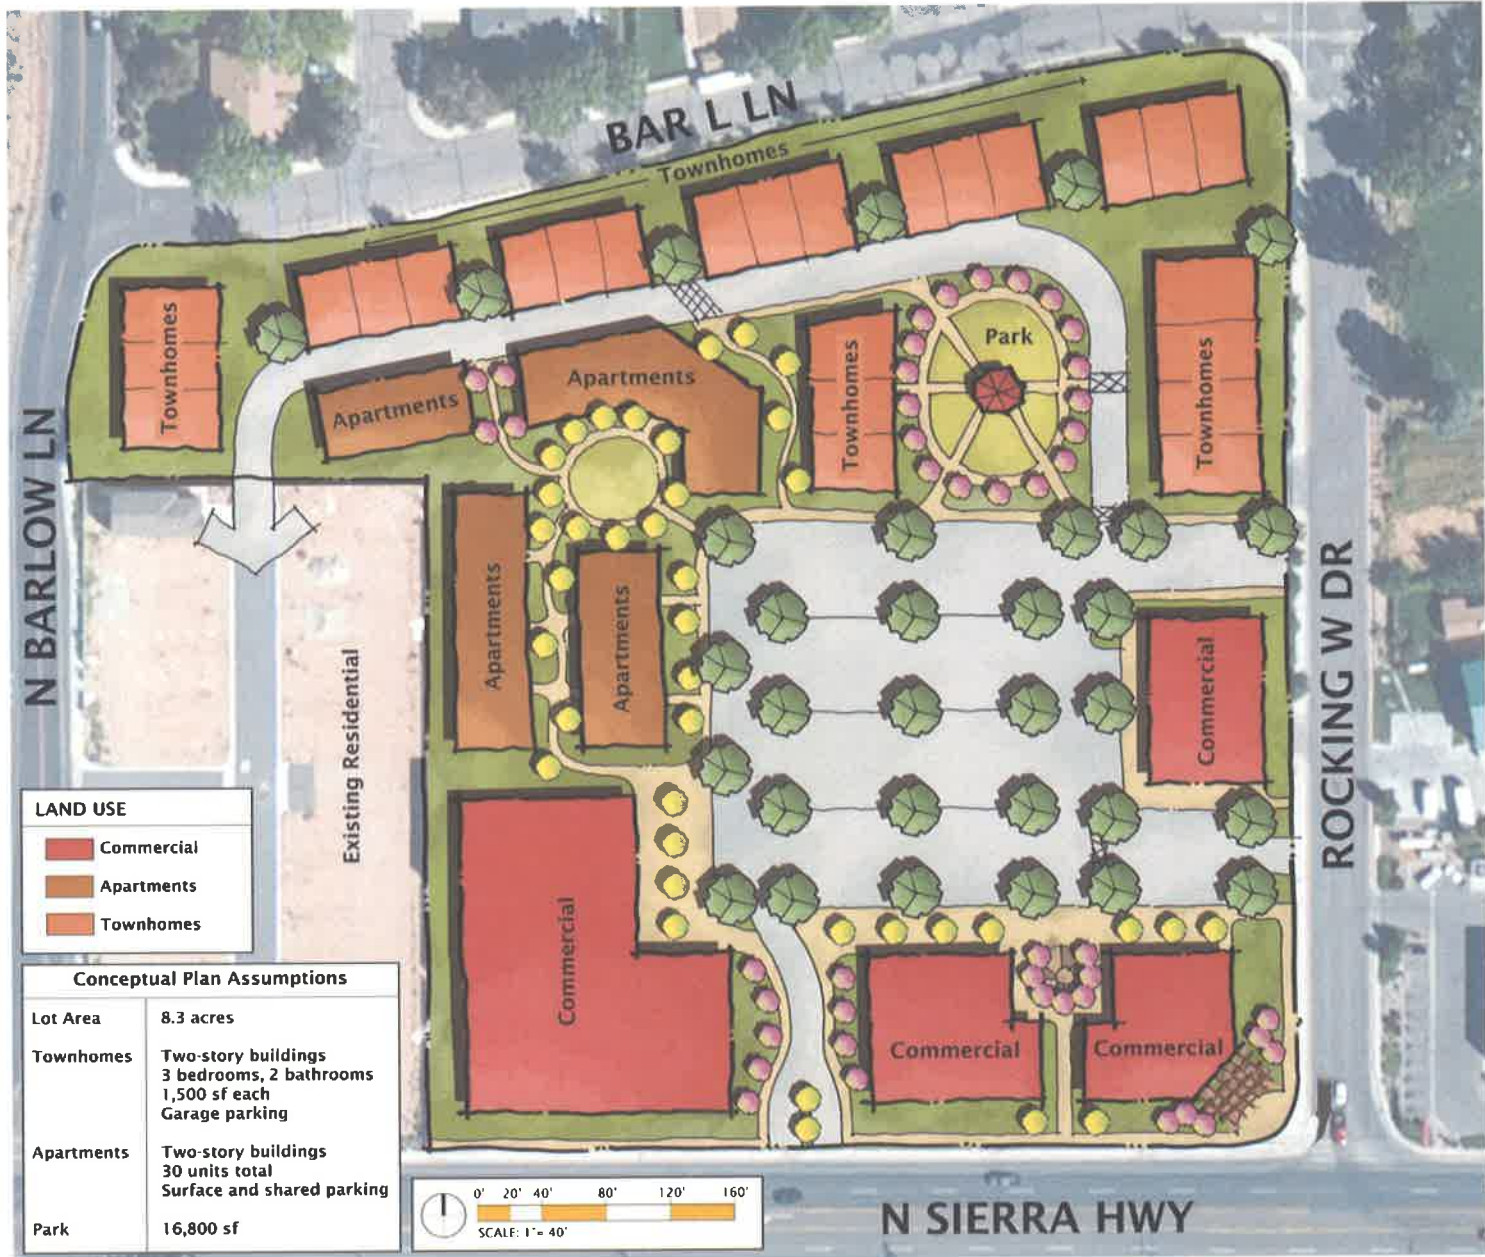 BAR L LN
Townhomes
Townhomes
Apartments
Apartments
Townhomes
Park
Townhomes
N BARLOW LN
Apartments
Apartments
Existing Residential
Commercial
ROCKING W DR
Commercial
Commercial
Commercial
LAND USE
Commercial
Apartments
Townhomes
Conceptual Plan Assumptions
Lot Area 8.3 acres
Townhomes Two-story buildings
3 bedrooms, 2 bathrooms
1,500 sf each
Garage parking
Apartments Two-story buildings
30 units total
Surface and shared parking
Park 16,800 sf
0' 20' 40' 80' 120' 160'
SCALE: 1"= 40'
N SIERRA HWY